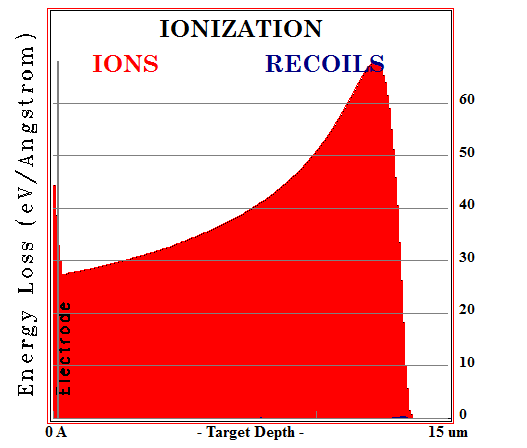 IONIZATION
IONS RECOILS
Energy Loss (eV/Angstrom)
60
50
40
30
20
10
0
Electrode
0 A - Target Depth - 15 um